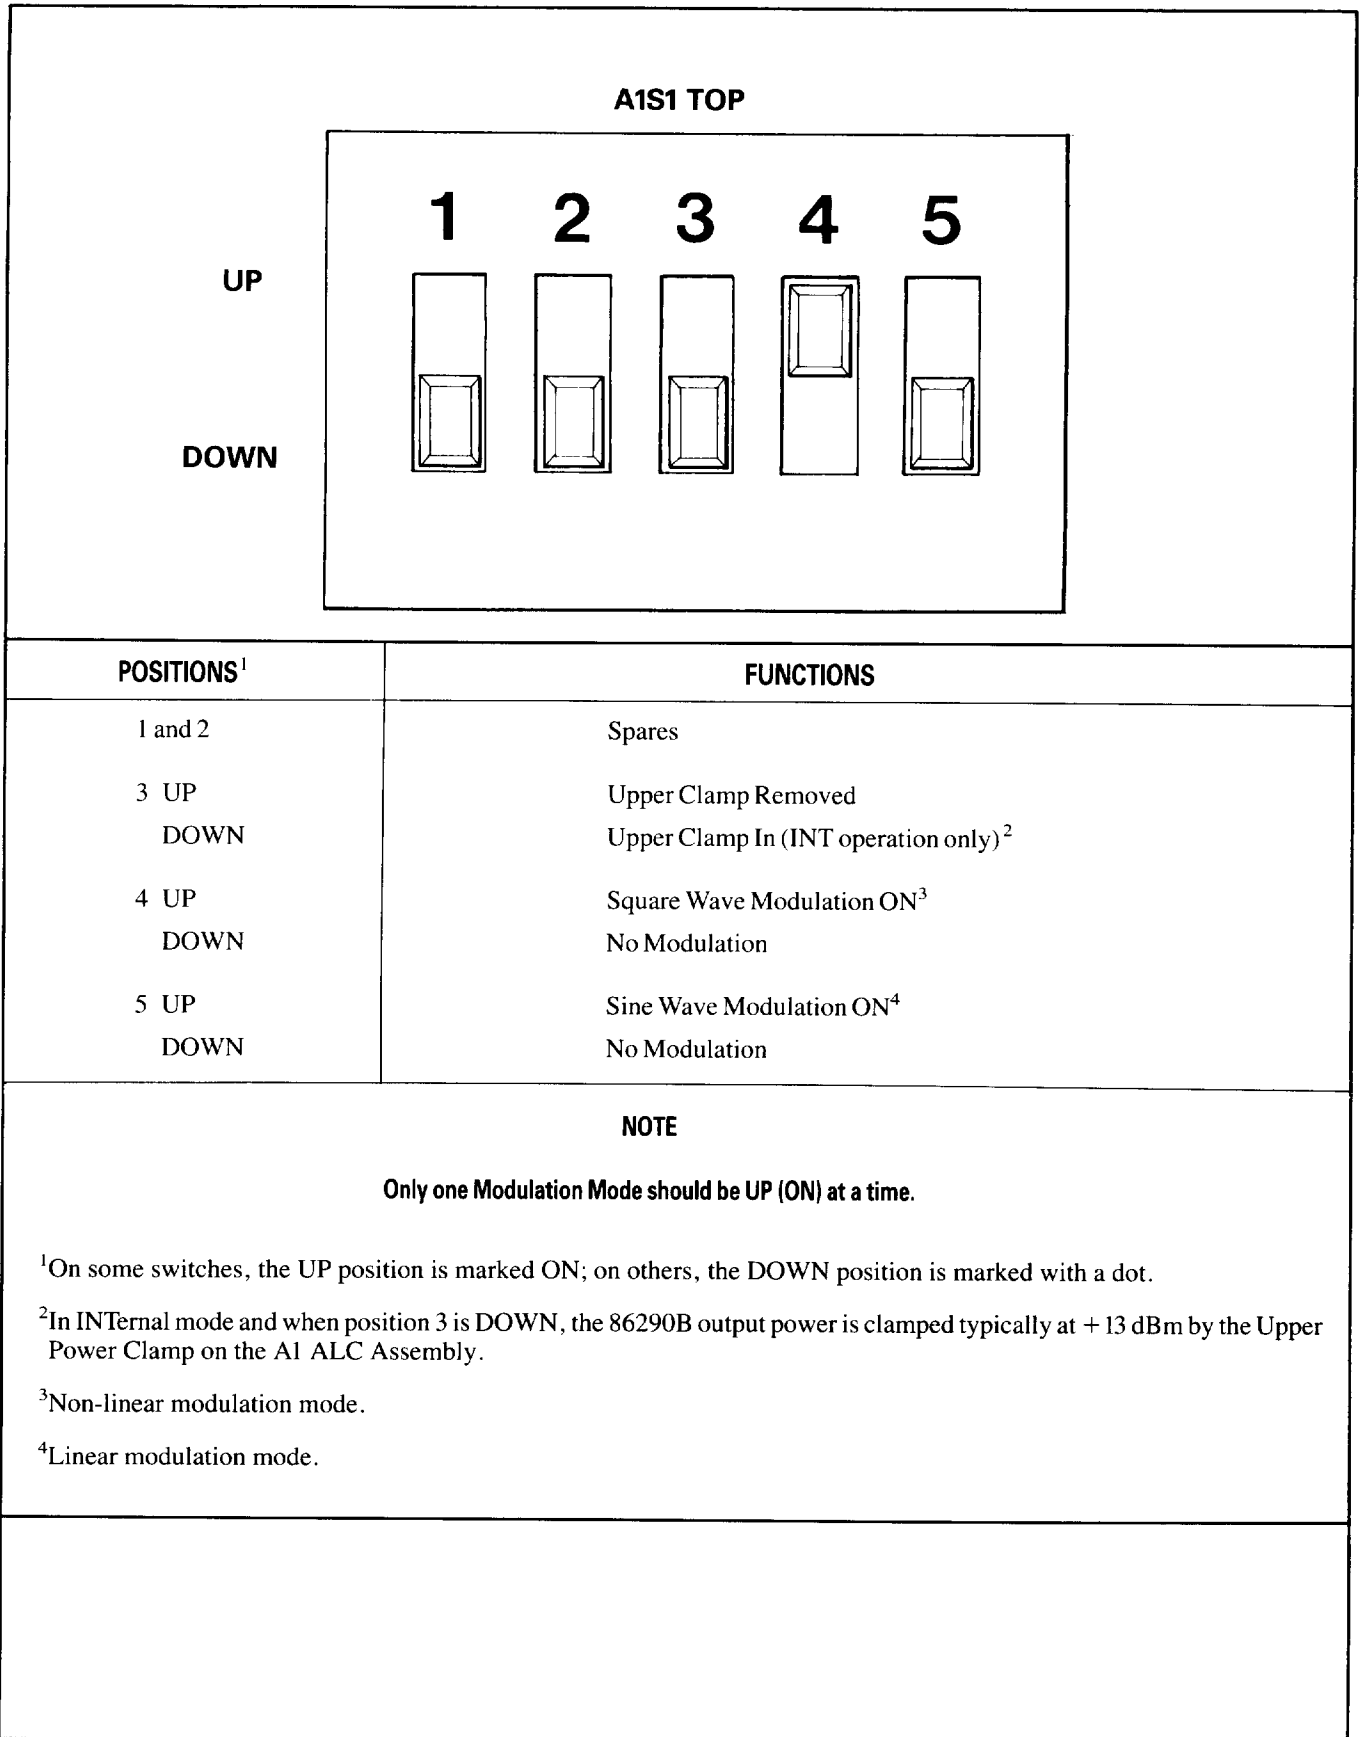 A1S1 TOP
1 2 3 4 5
UP
DOWN
POSITIONS¹ FUNCTIONS
1 and 2 Spares
3 UP Upper Clamp Removed
DOWN Upper Clamp In (INT operation only)²
4 UP Square Wave Modulation ON³
DOWN No Modulation
5 UP Sine Wave Modulation ON⁴
DOWN No Modulation
NOTE
Only one Modulation Mode should be UP (ON) at a time.
¹On some switches, the UP position is marked ON; on others, the DOWN position is marked with a dot.
²In INTernal mode and when position 3 is DOWN, the 86290B output power is clamped typically at + 13 dBm by the Upper
Power Clamp on the A1 ALC Assembly.
³Non-linear modulation mode.
⁴Linear modulation mode.